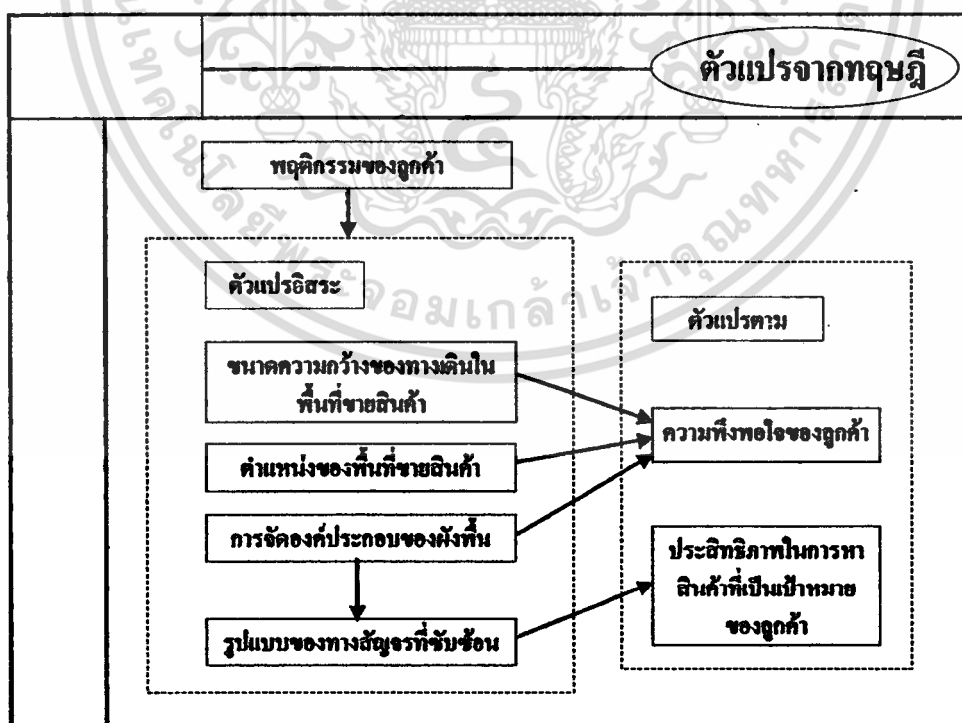 ตัวแปรจากทฤษฎี
พฤติกรรมของลูกค้า
ตัวแปรอิสระ
ขนาดความกว้างของทางเดินใน
พื้นที่ขายสินค้า
ตำแหน่งของพื้นที่ขายสินค้า
การจัดองค์ประกอบของผังพื้น
รูปแบบของทางสัญจรที่ซับซ้อน
ตัวแปรตาม
ความพึงพอใจของลูกค้า
ประสิทธิภาพในการหา
สินค้าที่เป็นเป้าหมาย
ของลูกค้า